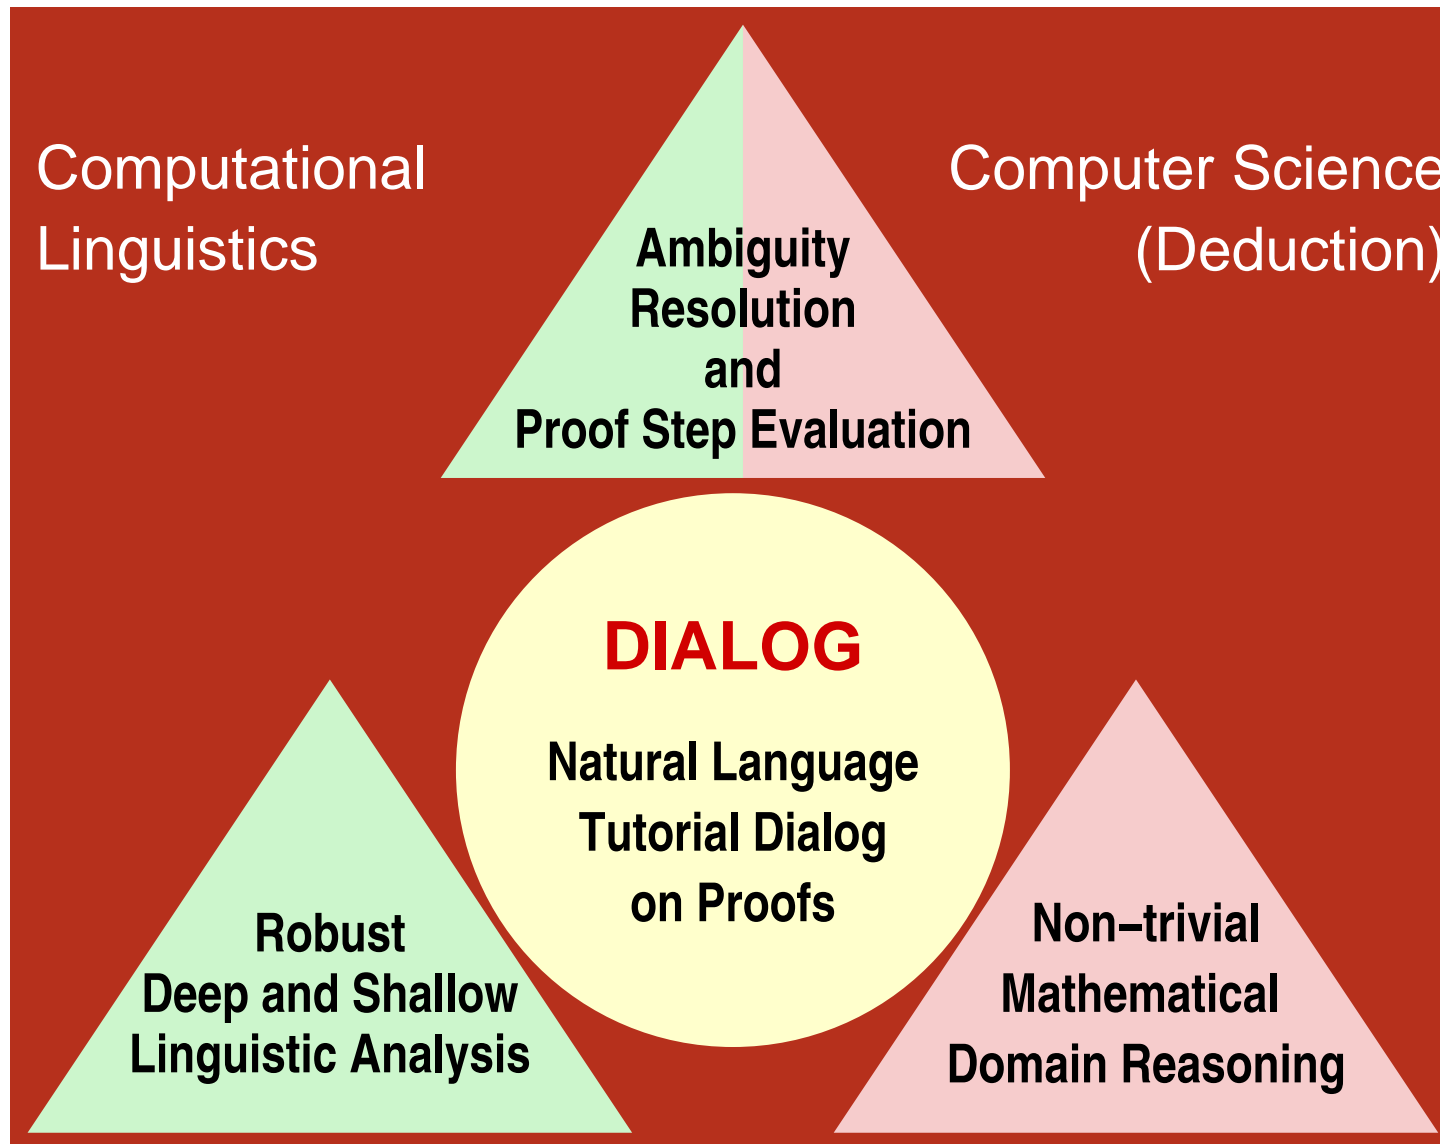 Computational
Linguistics
Computer Science
(Deduction)
Ambiguity
Resolution
and
Proof Step Evaluation
DIALOG
Natural Language
Tutorial Dialog
on Proofs
Robust
Deep and Shallow
Linguistic Analysis
Non–trivial
Mathematical
Domain Reasoning